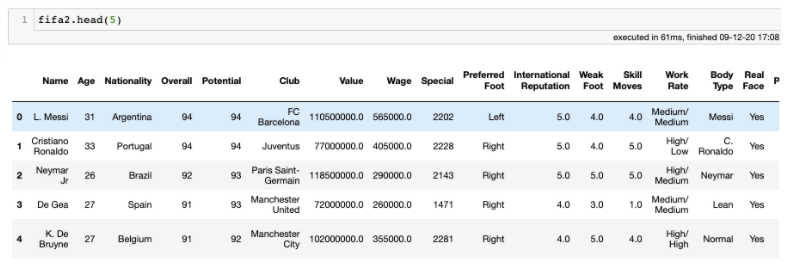 1 fifa2.head(5)
executed in 61ms, finished 09-12-20 17:08
Name Age Nationality Overall Potential Club Value Wage Special Preferred Foot International Reputation Weak Foot Skill Moves Work Rate Body Type Real Face P
0 L. Messi 31 Argentina 94 94 FC Barcelona 110500000.0 565000.0 2202 Left 5.0 4.0 4.0 Medium/ Medium Messi Yes
1 Cristiano Ronaldo 33 Portugal 94 94 Juventus 77000000.0 405000.0 2228 Right 5.0 4.0 5.0 High/ Low C. Ronaldo Yes
2 Neymar Jr 26 Brazil 92 93 Paris Saint-Germain 118500000.0 290000.0 2143 Right 5.0 5.0 5.0 High/ Medium Neymar Yes
3 De Gea 27 Spain 91 93 Manchester United 72000000.0 260000.0 1471 Right 4.0 3.0 1.0 Medium/ Medium Lean Yes
4 K. De Bruyne 27 Belgium 91 92 Manchester City 102000000.0 355000.0 2281 Right 4.0 5.0 4.0 High/ High Normal Yes